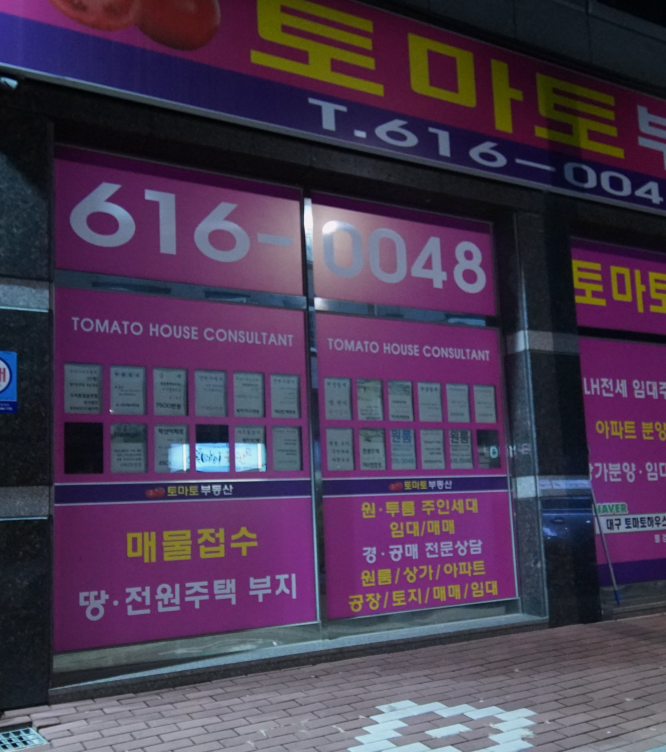 토마토 부
T.616-004
616-0048
TOMATO HOUSE CONSULTANT
TOMATO HOUSE CONSULTANT
토마토부동산
매물접수
땅·전원주택 부지
토마토부동산
원·투룸 주인세대
임대/매매
경·공매 전문상담
원룸/상가/아파트
공장/토지/매매/임대
토마토
LH전세 임대주
아파트 분양
상가분양·임대
NAVER
대구 토마토하우스